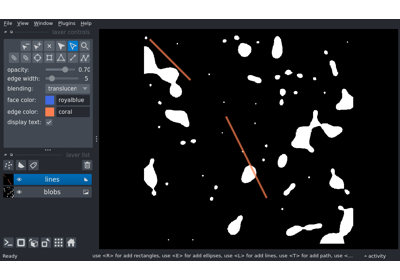 File View Window Plugins Help
layer controls
opacity: 0.70
edge width: 5
blending: translucen
face color: royalblue
edge color: coral
display text:
layer list
lines
blobs
Ready use <R> for add rectangles, use <E> for add ellipses, use <L> for add lines, use <T> for add path, use <... activity